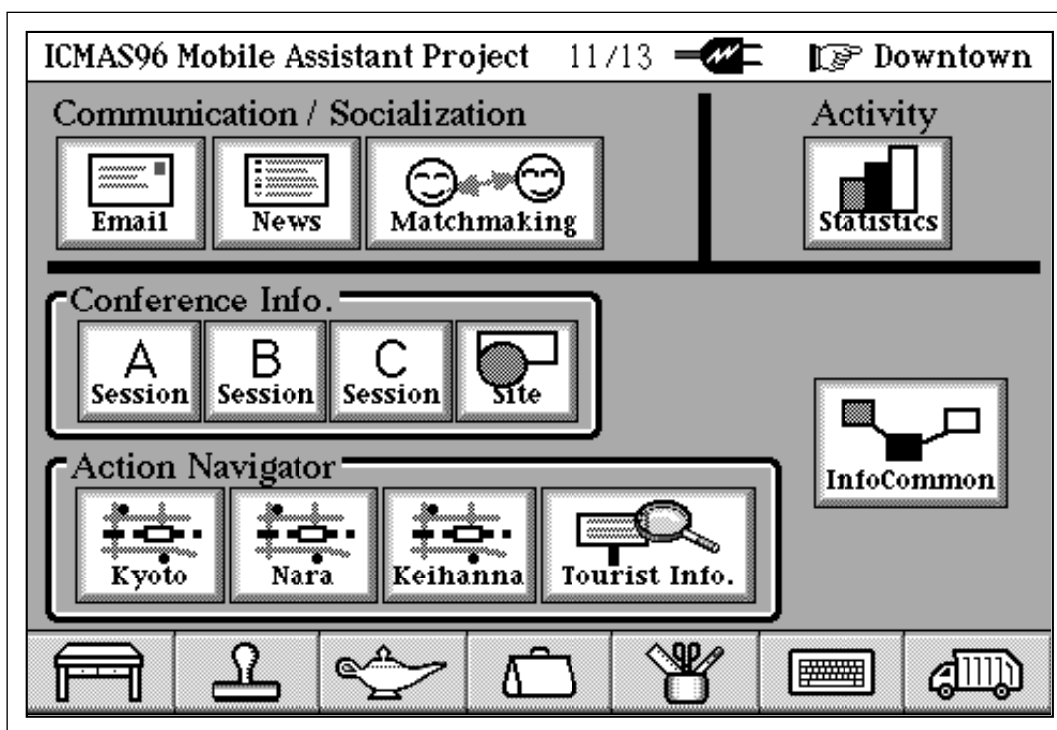 ICMAS96 Mobile Assistant Project 11/13 Downtown
Communication / Socialization
Activity
Email
News
Matchmaking
Statistics
Conference Info.
A
Session
B
Session
C
Session
Site
InfoCommon
Action Navigator
Kyoto
Nara
Keihanna
Tourist Info.